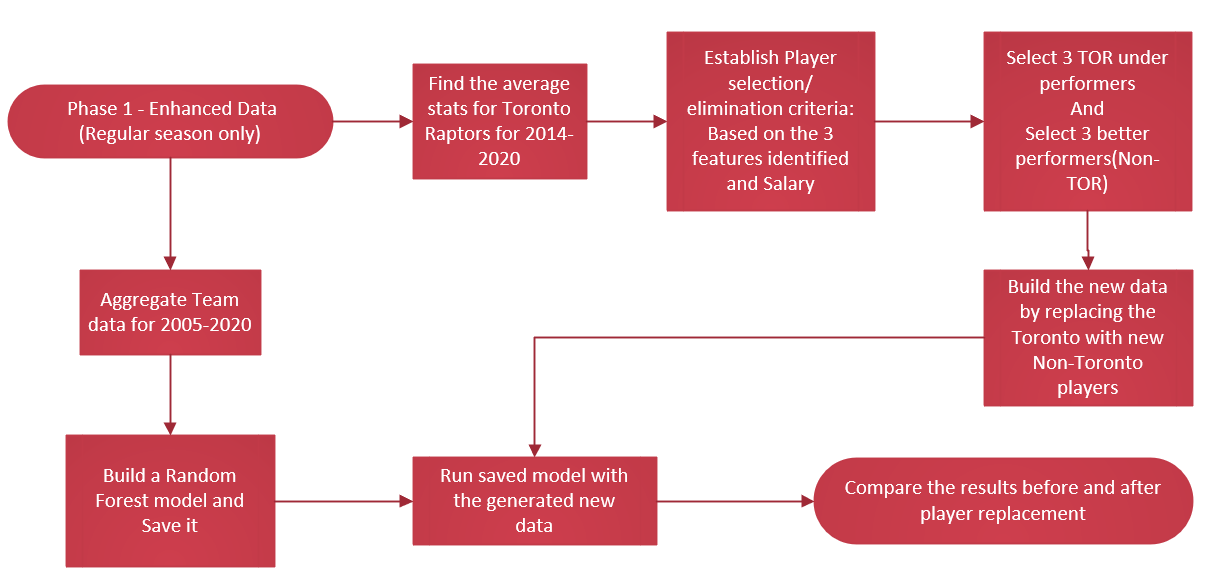 Phase 1 - Enhanced Data
(Regular season only)
Find the average
stats for Toronto
Raptors for 2014-
2020
Establish Player
selection/
elimination criteria:
Based on the 3
features identified
and Salary
Select 3 TOR under
performers
And
Select 3 better
performers(Non-
TOR)
Aggregate Team
data for 2005-2020
Build the new data
by replacing the
Toronto with new
Non-Toronto
players
Build a Random
Forest model and
Save it
Run saved model with
the generated new
data
Compare the results before and after
player replacement